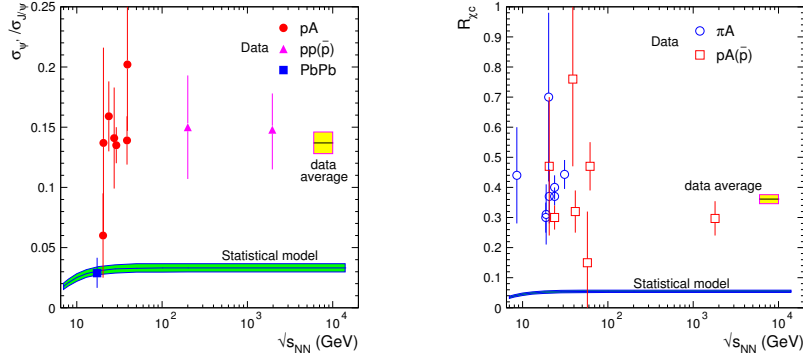 σψ' /σJ/ψ
0.25
0.2
0.15
0.1
0.05
0
pA
Data pp(p̄)
PbPb
data
average
Statistical model
10 10² 10³ 10⁴
√sNN (GeV)
Rχc
1
0.9
0.8
0.7
0.6
0.5
0.4
0.3
0.2
0.1
0
πA
Data
pA(p̄)
data average
Statistical model
10 10² 10³ 10⁴
√sNN (GeV)